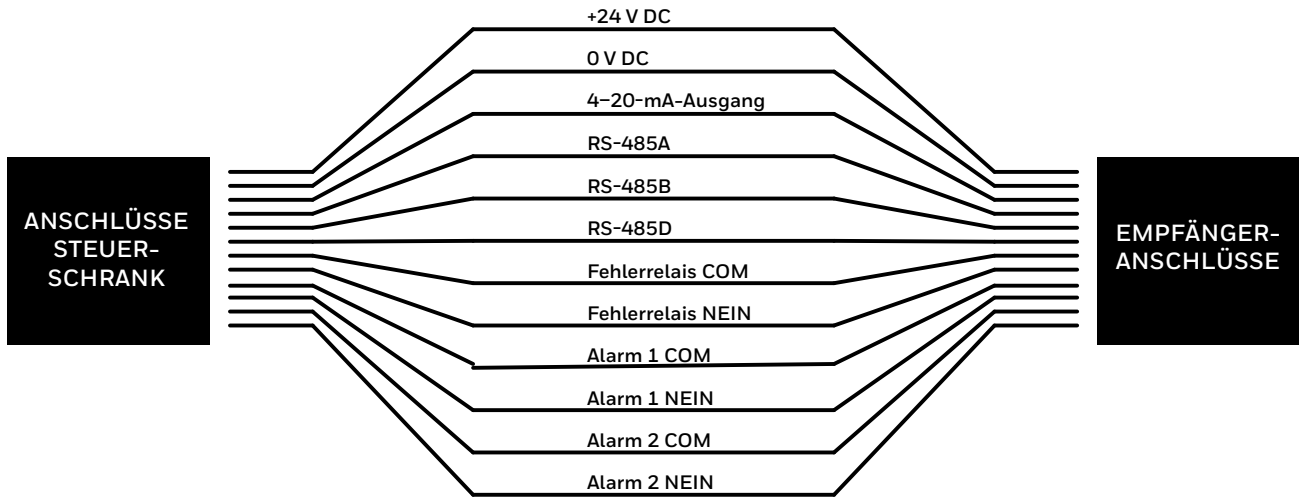 +24 V DC
0 V DC
4–20-mA-Ausgang
RS-485A
RS-485B
RS-485D
Fehlerrelais COM
Fehlerrelais NEIN
Alarm 1 COM
Alarm 1 NEIN
Alarm 2 COM
Alarm 2 NEIN
ANSCHLÜSSE
STEUER-
SCHRANK
EMPFÄNGER-
ANSCHLÜSSE